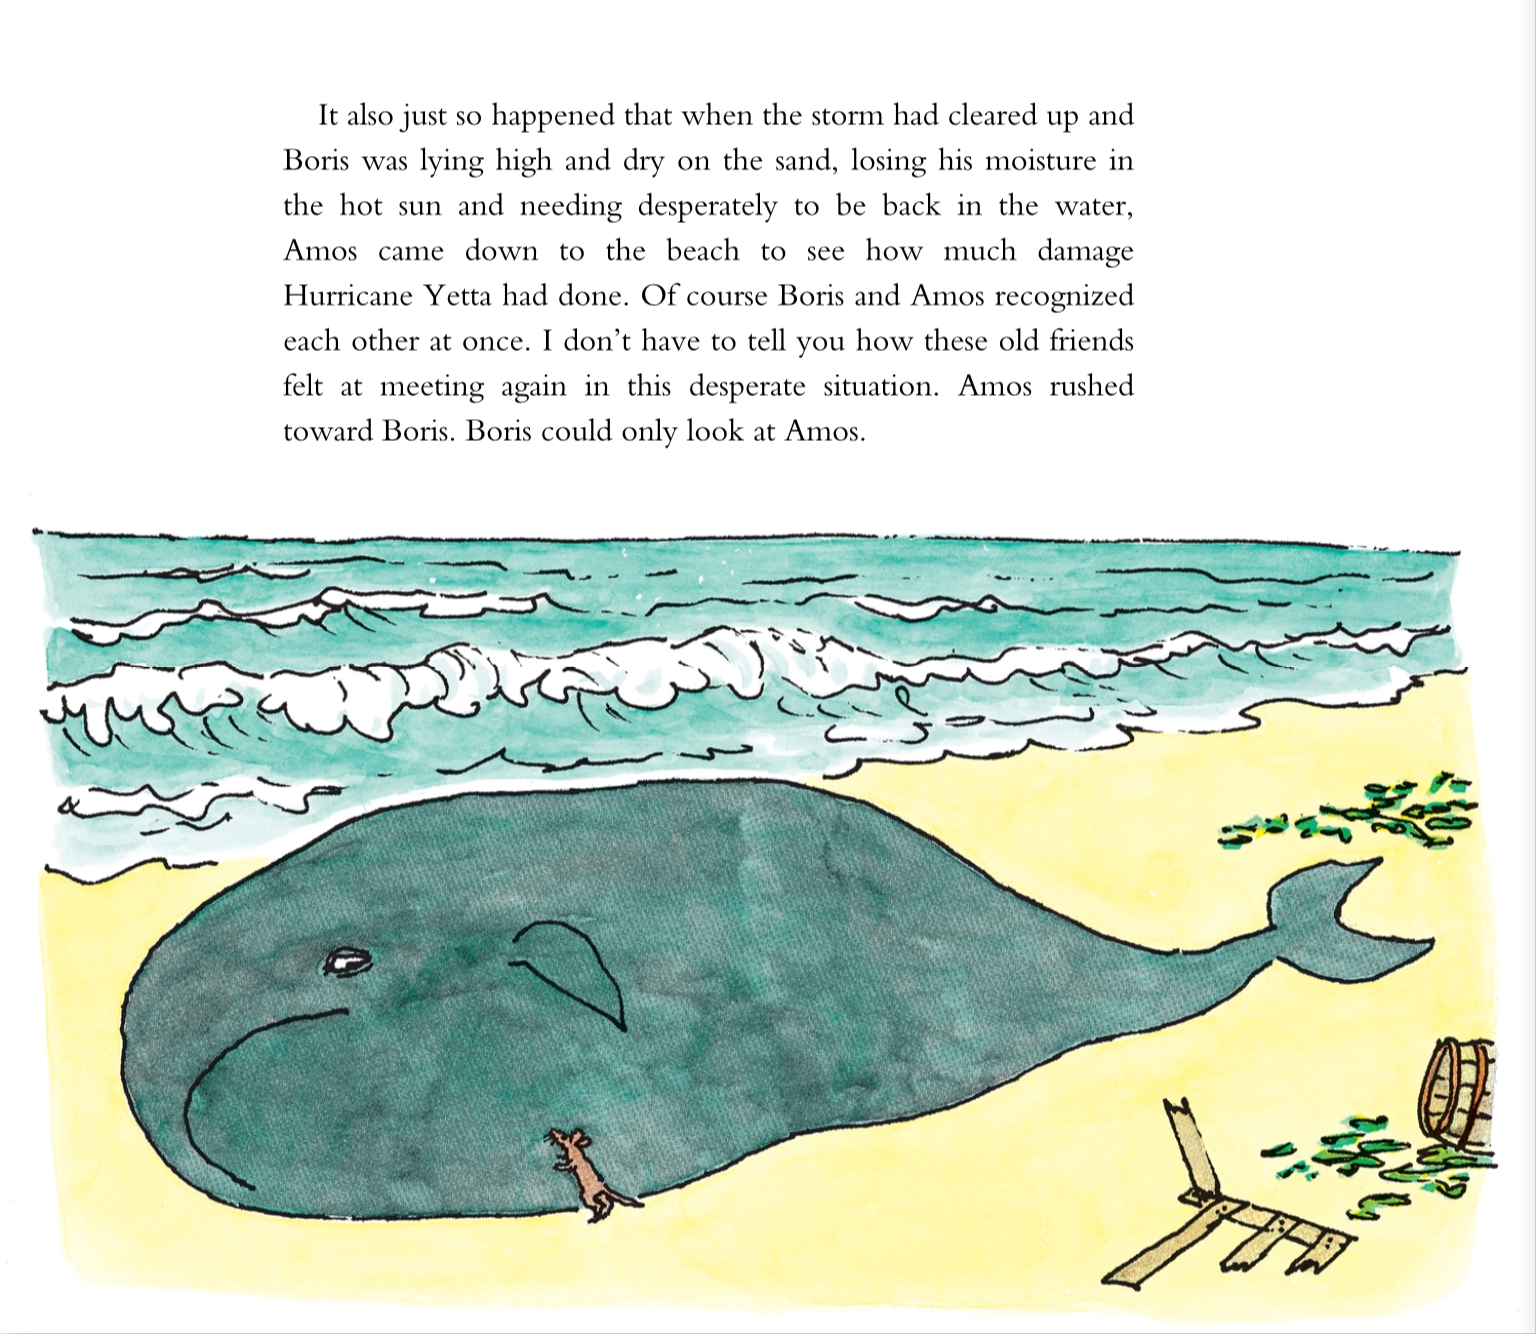 It also just so happened that when the storm had cleared up and
Boris was lying high and dry on the sand, losing his moisture in
the hot sun and needing desperately to be back in the water,
Amos came down to the beach to see how much damage
Hurricane Yetta had done. Of course Boris and Amos recognized
each other at once. I don’t have to tell you how these old friends
felt at meeting again in this desperate situation. Amos rushed
toward Boris. Boris could only look at Amos.